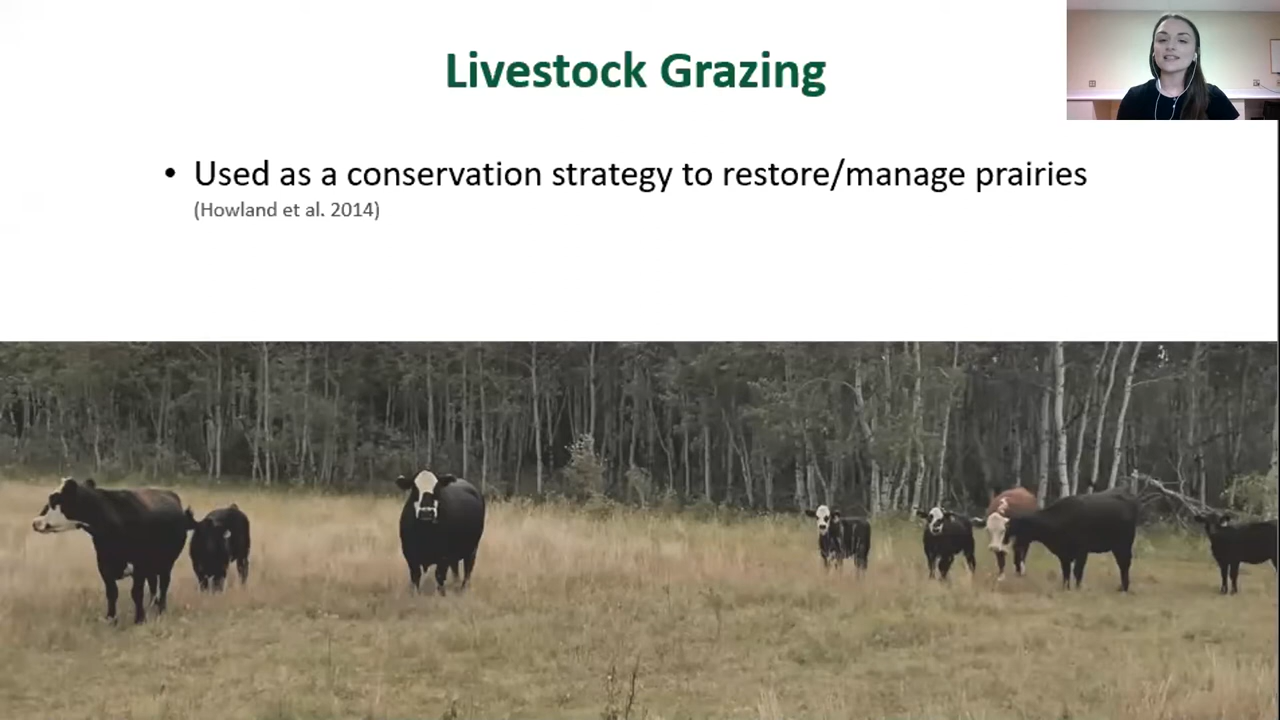 Livestock Grazing
• Used as a conservation strategy to restore/manage prairies
(Howland et al. 2014)